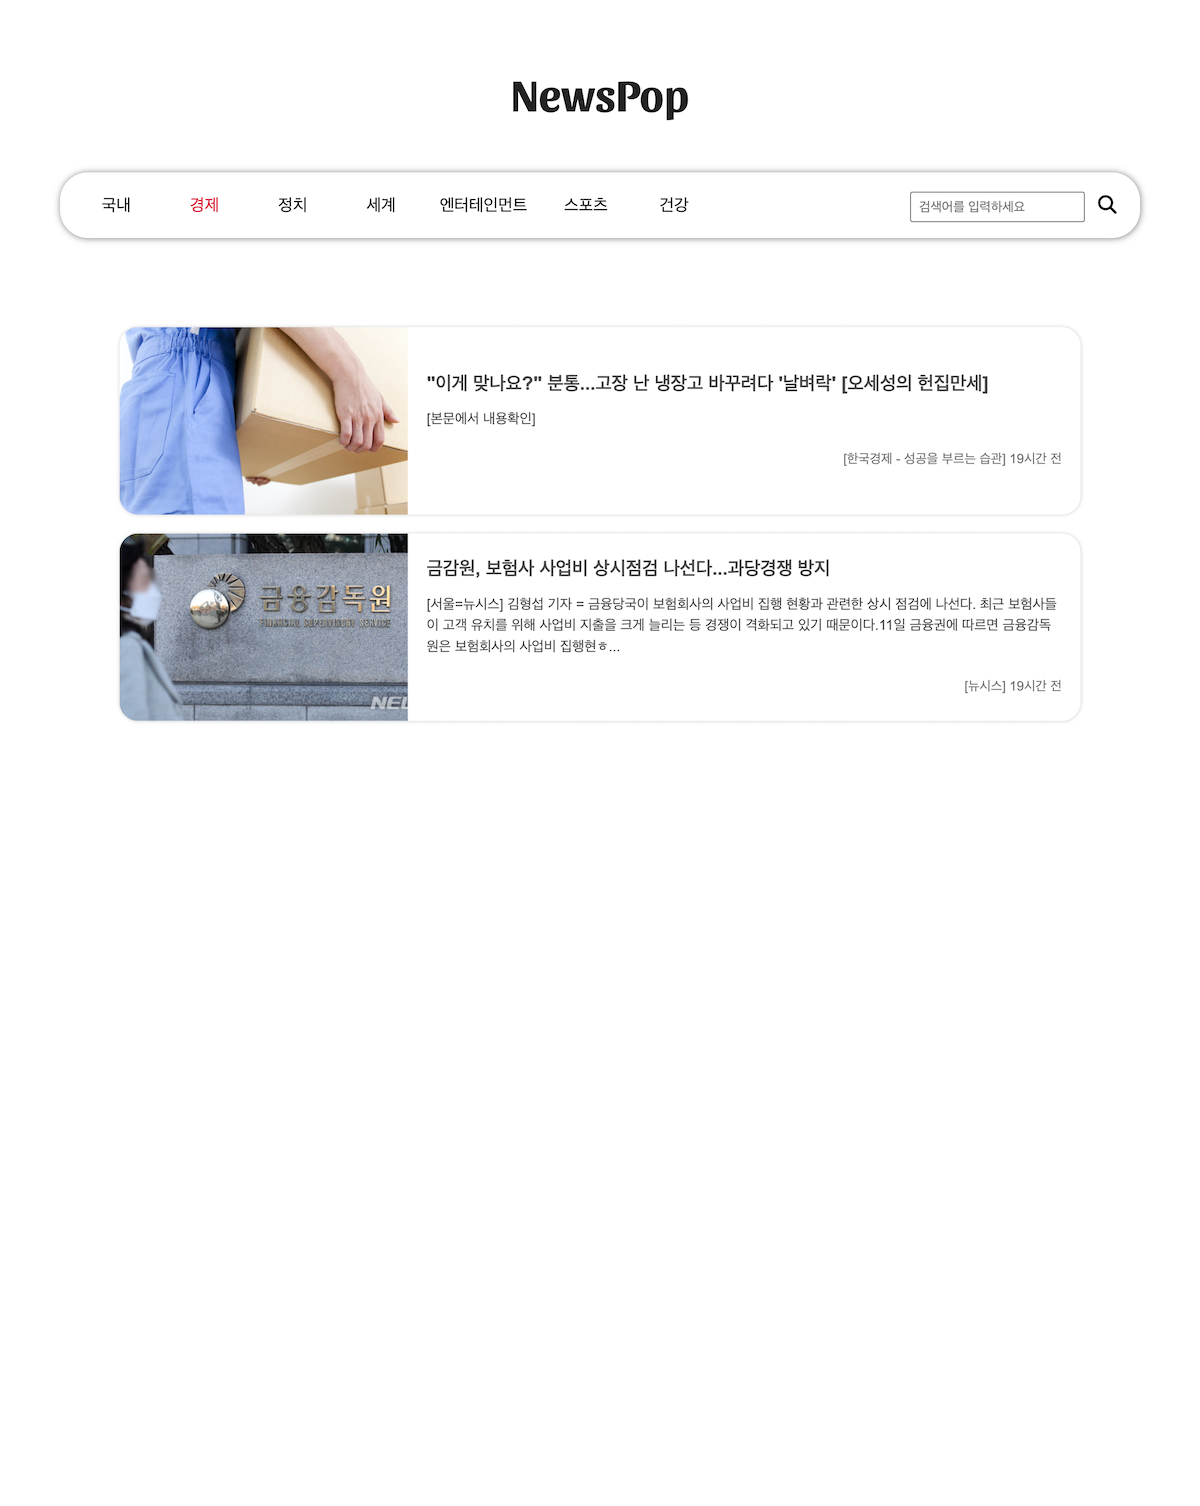 NewsPop
국내 경제 정치 세계 엔터테인먼트 스포츠 건강 검색어를 입력하세요
"이게 맞나요?" 분통...고장 난 냉장고 바꾸려다 '날벼락' [오세성의 헌집만세]
[본문에서 내용확인]
[한국경제 - 성공을 부르는 습관] 19시간 전
금융감독원
FINANCIAL SUPERVISORY SERVICE
NEW
금감원, 보험사 사업비 상시점검 나선다...과당경쟁 방지
[서울=뉴시스] 김형섭 기자 = 금융당국이 보험회사의 사업비 집행 현황과 관련한 상시 점검에 나선다. 최근 보험사들
이 고객 유치를 위해 사업비 지출을 크게 늘리는 등 경쟁이 격화되고 있기 때문이다.11일 금융권에 따르면 금융감독
원은 보험회사의 사업비 집행현ㅎ...
[뉴시스] 19시간 전